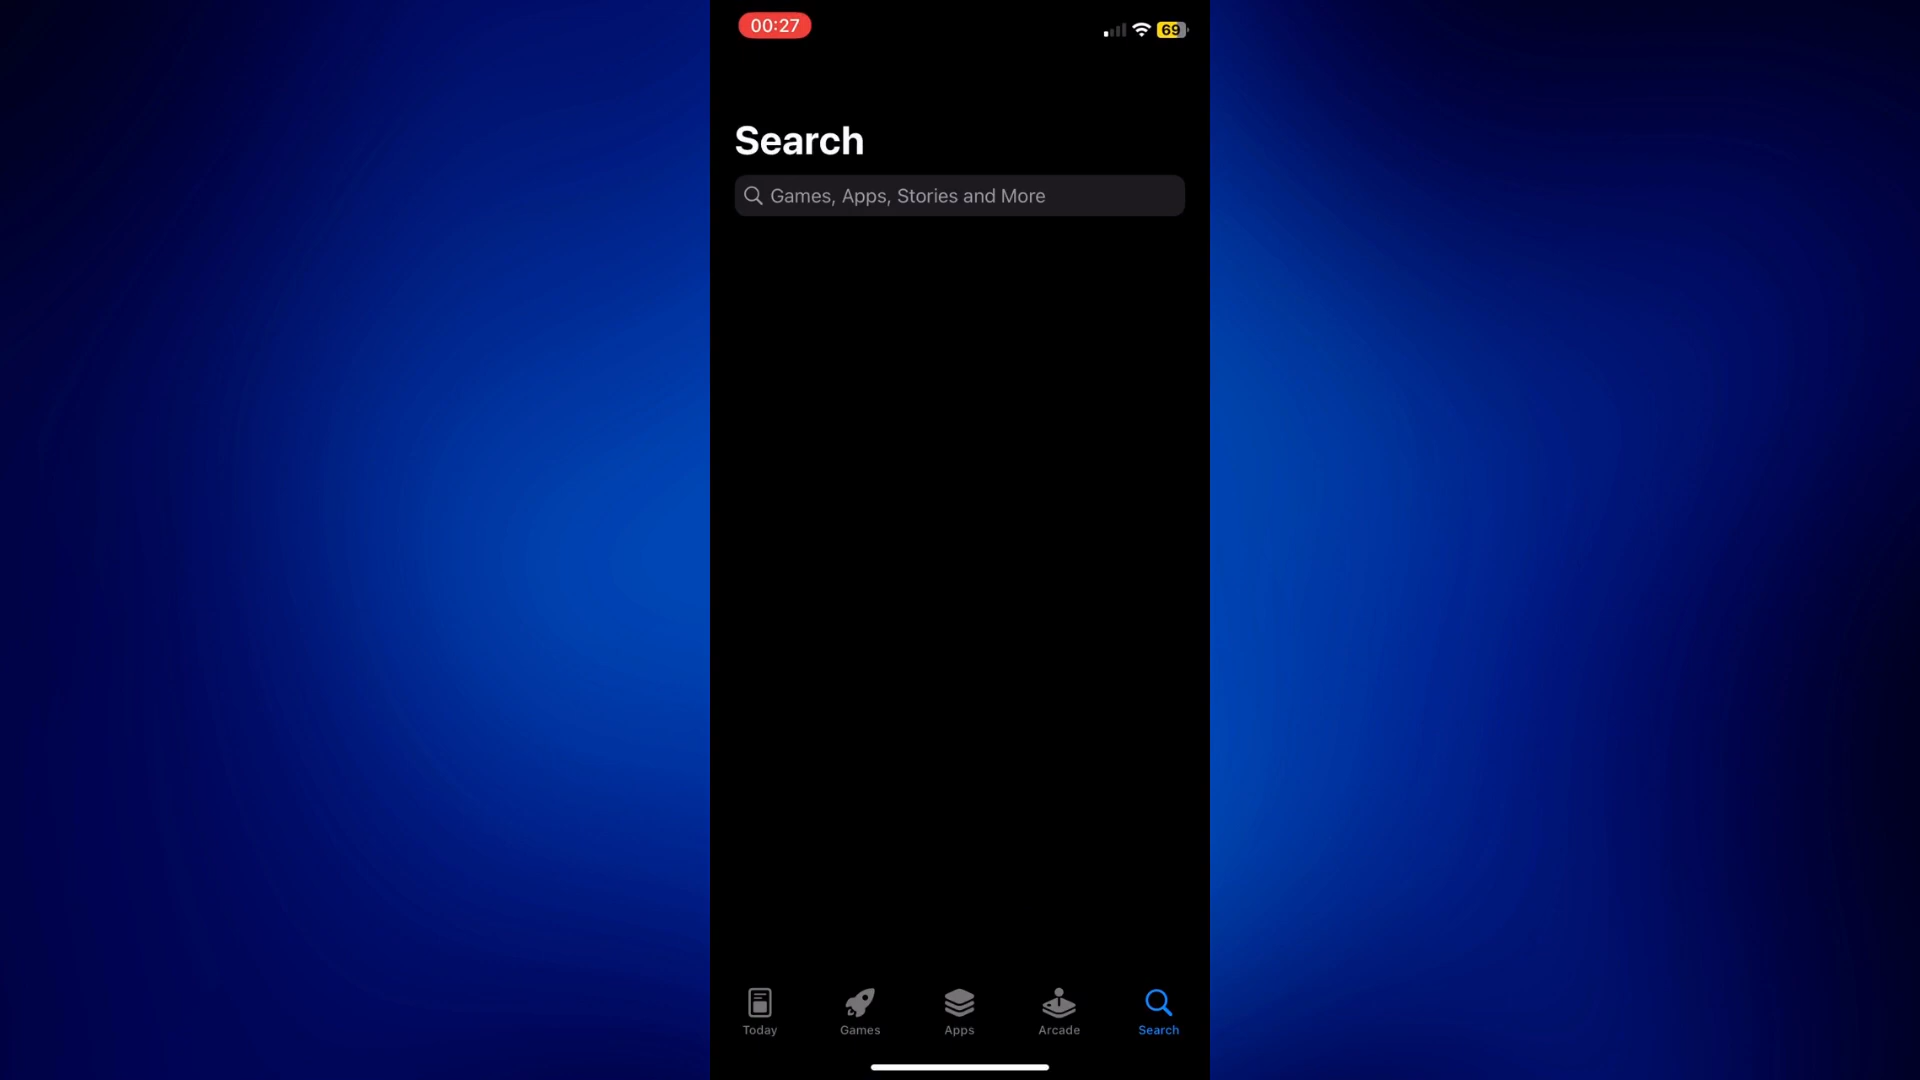 00:27
69
Search
Games, Apps, Stories and More
Today
Games
Apps
Arcade
Search